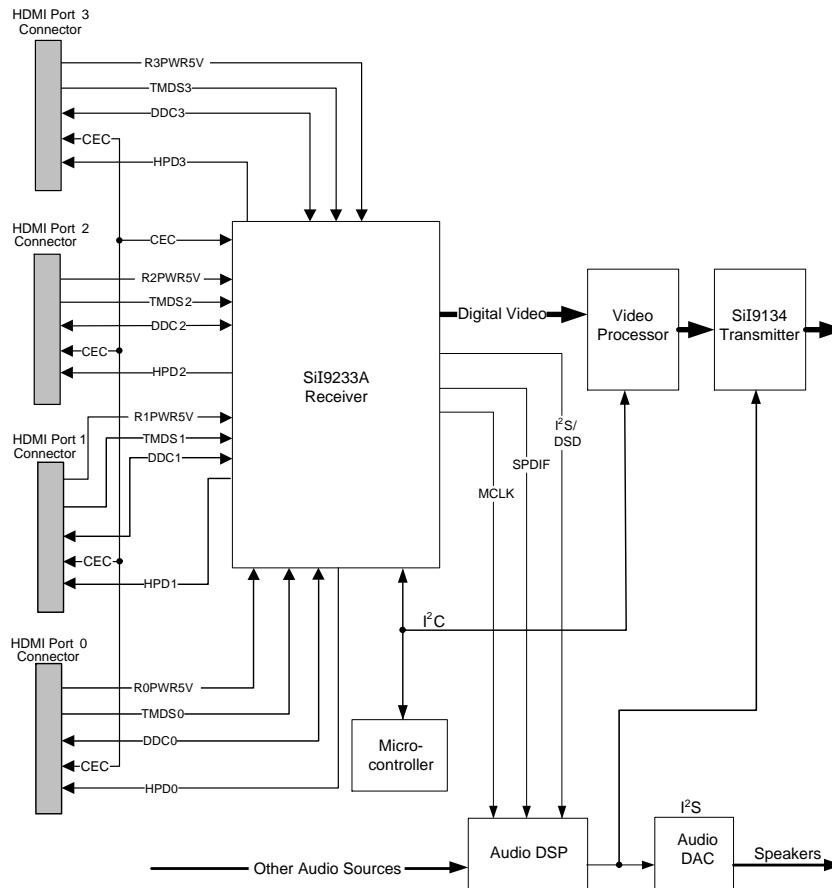 HDMI Port 3
Connector
R3PWR5V
TMDS3
DDC3
CEC
HPD3
HDMI Port 2
Connector
CEC
R2PWR5V
TMDS2
DDC2
CEC
HPD2
HDMI Port 1
Connector
R1PWR5V
TMDS1
DDC1
CEC
HPD1
HDMI Port 0
Connector
R0PWR5V
TMDS0
DDC0
CEC
HPD0
SiI9233A
Receiver
Digital Video
Video
Processor
SiI9134
Transmitter
I²S/
DSD
SPDIF
MCLK
I²C
Micro-
controller
Other Audio Sources
Audio DSP
I²S
Audio
DAC
Speakers